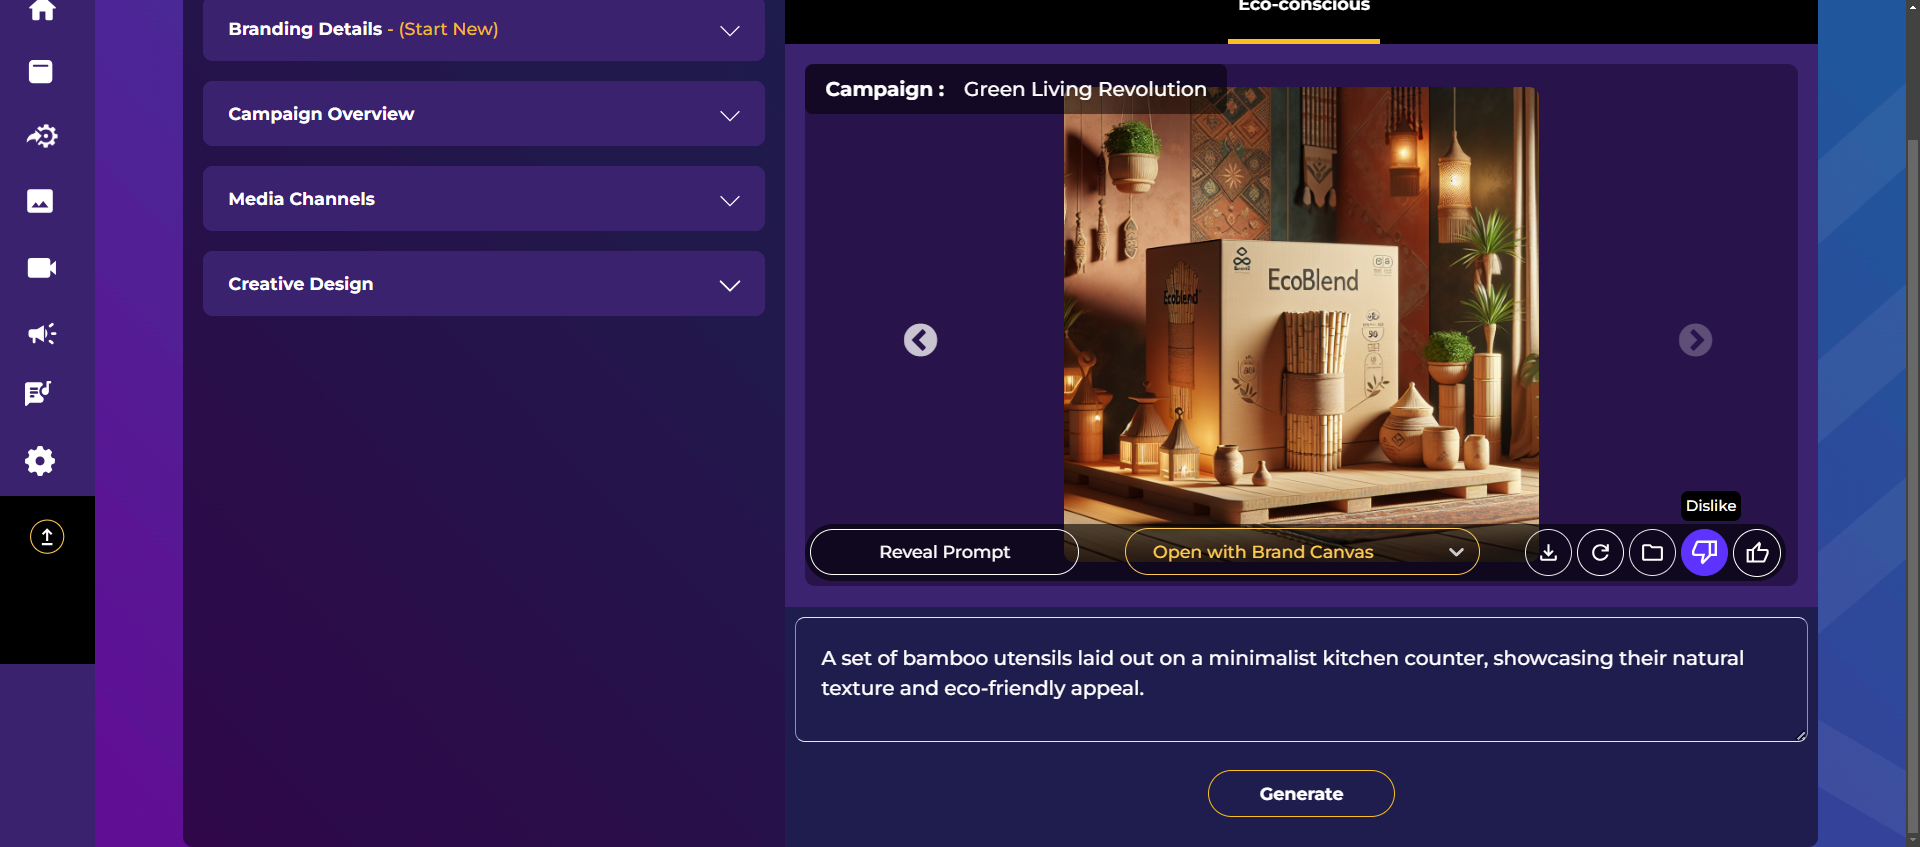 Branding Details - (Start New)
Campaign Overview
Media Channels
Creative Design
Eco-conscious
Campaign : Green Living Revolution
EcoBlend
EcoBlend
Dislike
Reveal Prompt
Open with Brand Canvas
A set of bamboo utensils laid out on a minimalist kitchen counter, showcasing their natural
texture and eco-friendly appeal.
Generate